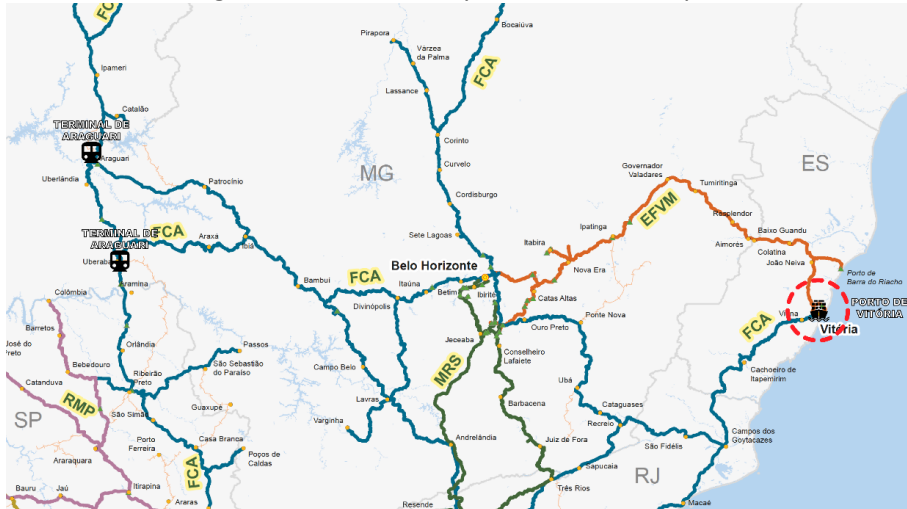 Bocaiúva
Pirapora
Várzea
da Palma
FCA
Ipameri
Lassance
Catalão
TERMINAL DE
ARAGUARI
Araguari
Corinto
ES
Curvelo
MG
Governador
Valadares
Uberlândia
Patrocínio
Tumiritinga
Cordisburgo
EFVM
Resplendor
TERMINAL DE
ARAGUARI
FCA
Araxá
Ibiá
Sete Lagoas
Itabira
Ipatinga
Baixo Guandu
Aimorés
Colatina
João Neiva
Uberaba
Belo Horizonte
Nova Era
Porto de
Barra do Riacho
Aramina
Bambuí
FCA
Itaúna
Betim
Ibirité
Colômbia
Divinópolis
Catas Altas
PORTO DE
VITÓRIA
Viana
Vitória
Barretos
Ouro Preto
Ponte Nova
FCA
José do
Preto
Orlândia
Passos
Jeceaba
Conselheiro
Lafaiete
Bebedouro
São Sebastião
do Paraíso
Campo Belo
MRS
Cachoeiro de
Itapemirim
Catanduva
Ribeirão
Preto
Ubá
RMP
Lavras
Barbacena
Cataguases
SP
São Simão
Guaxupé
Varginha
Recreio
Campos dos
Goytacazes
Porto
Ferreira
Casa Branca
Andrelândia
Juiz de Fora
São Fidélis
Araraquara
Poços de
Caldas
FCA
Sapucaia
RJ
Bauru
Jaú
Itirapina
Três Rios
Araras
Resende
Macaé